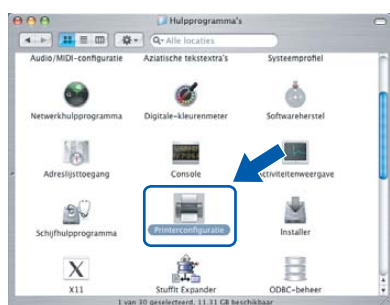 Hulpprogramma's
Alle locaties
Audio/MIDI-configuratie Aziatische tekstextra's Systeemprofiel
Netwerkhulpprogramma Digitale-kleurenmeter Softwareherstel
Adreslijsttoegang Console ctiviteitenweergave
Schijfhulpprogramma Printerconfiguratie Installer
X11 StuffIt Expander ODBC-beheer
1 van 30 geselecteerd, 11.31 GB beschikbaar